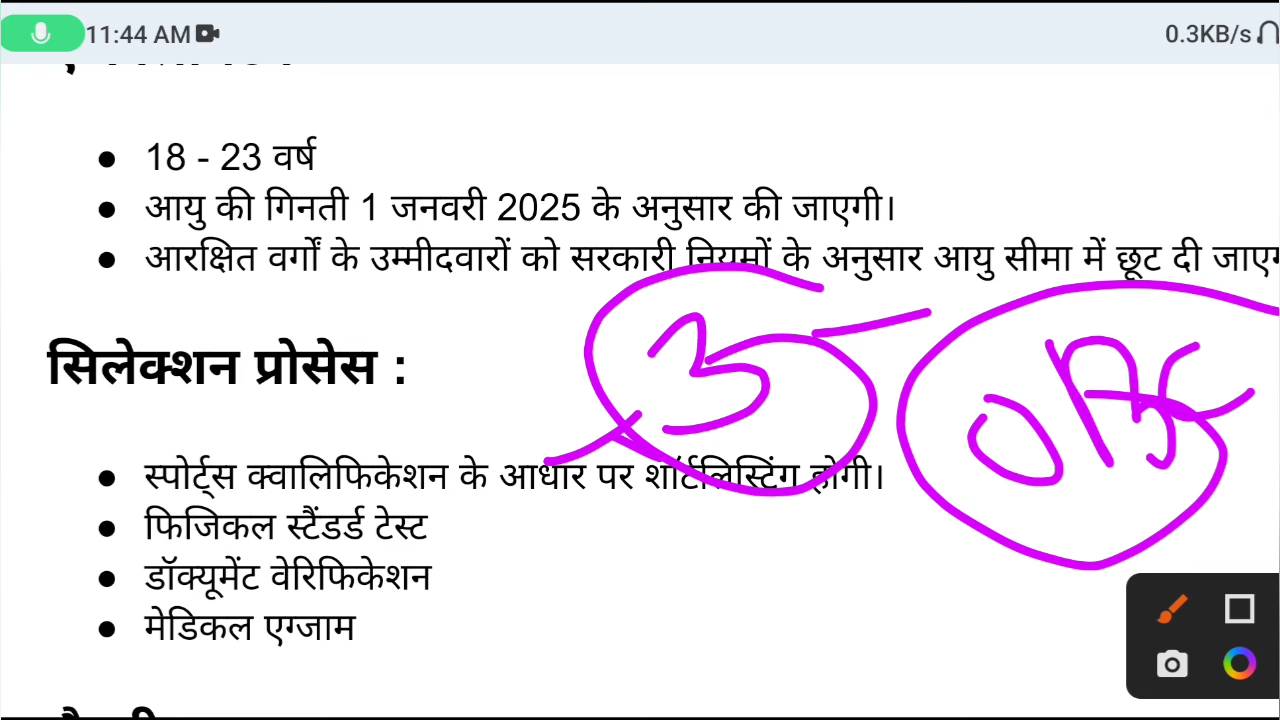 11:44 AM
0.3KB/s
18 - 23 वर्ष
आयु की गिनती 1 जनवरी 2025 के अनुसार की जाएगी।
आरक्षित वर्गों के उम्मीदवारों को सरकारी नियमों के अनुसार आयु सीमा में छूट दी
3
सिलेक्शन प्रोसेस :
स्पोर्ट्स क्वालिफिकेशन के आधार पर शॉर्टलिस्टिंग होगी।
फिजिकल स्टैंडर्ड टेस्ट
डॉक्यूमेंट वेरिफिकेशन
मेडिकल एग्जाम